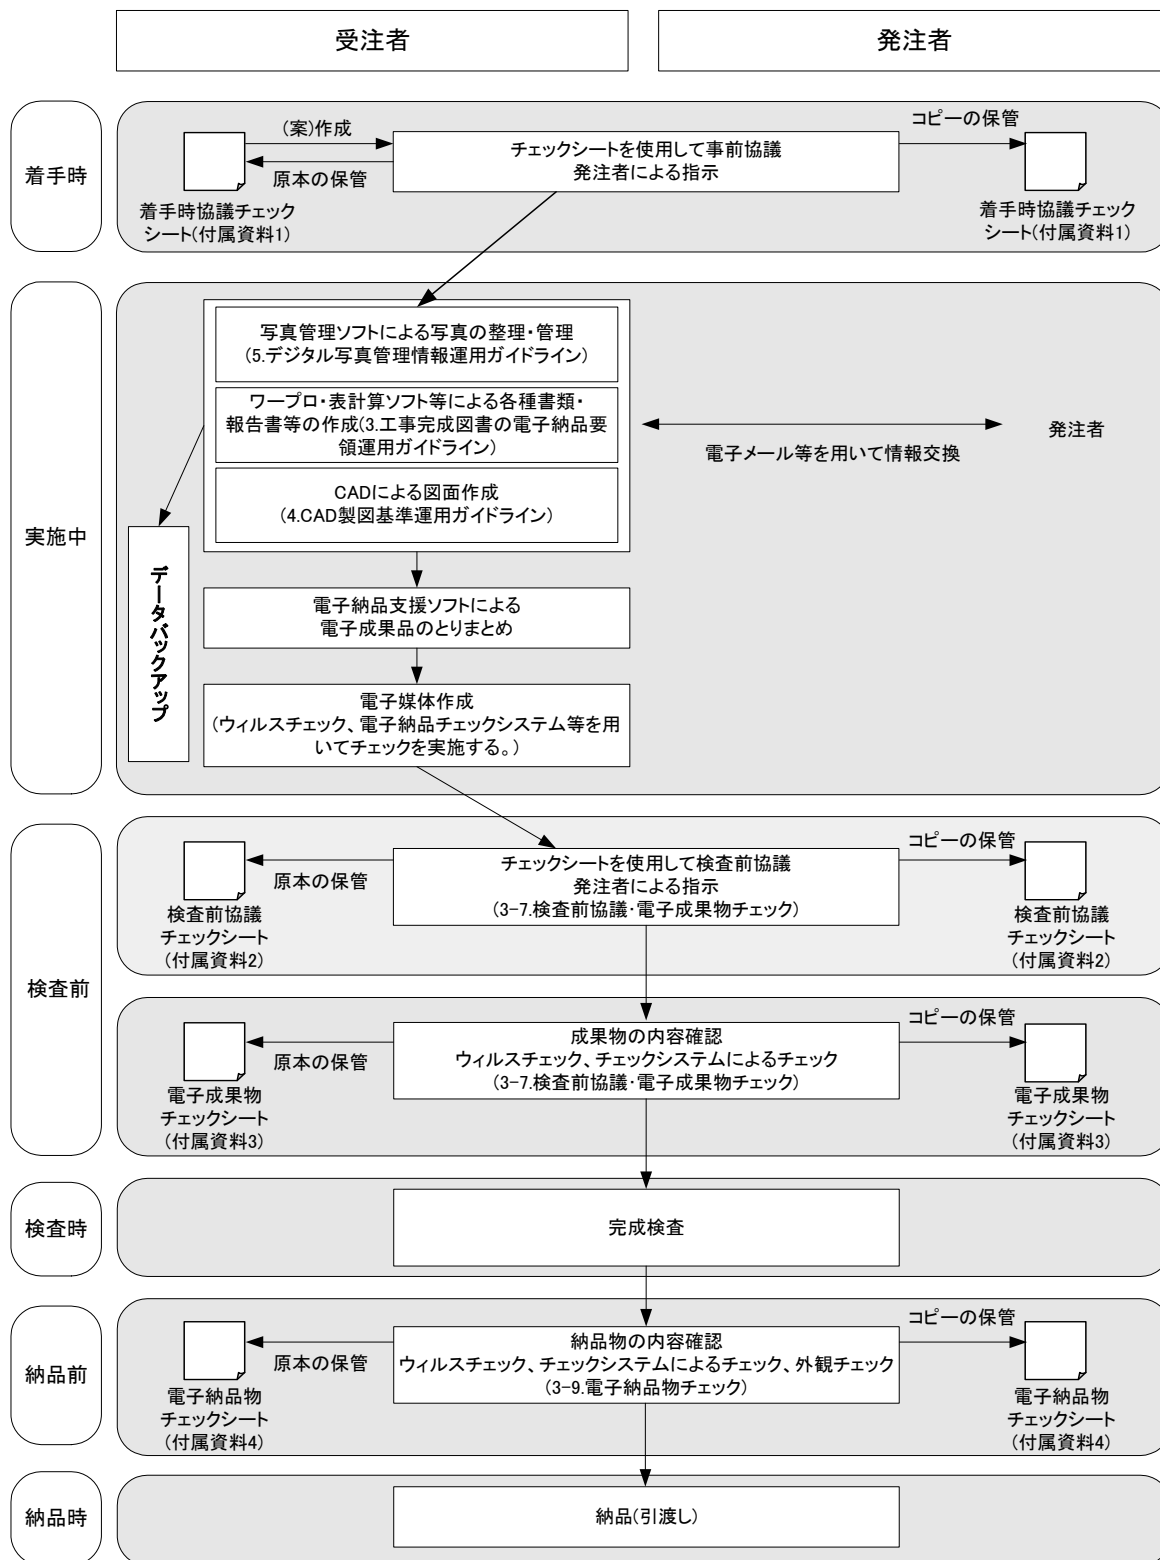 受注者
発注者
着手時
(案)作成
原本の保管
着手時協議チェック
シート(付属資料1)
チェックシートを使用して事前協議
発注者による指示
コピーの保管
着手時協議チェック
シート(付属資料1)
実施中
写真管理ソフトによる写真の整理・管理
(5.デジタル写真管理情報運用ガイドライン)
ワープロ・表計算ソフト等による各種書類・
報告書等の作成(3.工事完成図書の電子納品要
領運用ガイドライン)
CADによる図面作成
(4.CAD製図基準運用ガイドライン)
電子メール等を用いて情報交換
発注者
データバックアップ
電子納品支援ソフトによる
電子成果品のとりまとめ
電子媒体作成
(ウィルスチェック、電子納品チェックシステム等を用
いてチェックを実施する。)
検査前
原本の保管
検査前協議
チェックシート
(付属資料2)
チェックシートを使用して検査前協議
発注者による指示
(3-7.検査前協議・電子成果物チェック)
コピーの保管
検査前協議
チェックシート
(付属資料2)
原本の保管
電子成果物
チェックシート
(付属資料3)
成果物の内容確認
ウィルスチェック、チェックシステムによるチェック
(3-7.検査前協議・電子成果物チェック)
コピーの保管
電子成果物
チェックシート
(付属資料3)
検査時
完成検査
納品前
原本の保管
電子納品物
チェックシート
(付属資料4)
納品物の内容確認
ウィルスチェック、チェックシステムによるチェック、外観チェック
(3-9.電子納品物チェック)
コピーの保管
電子納品物
チェックシート
(付属資料4)
納品時
納品(引渡し)